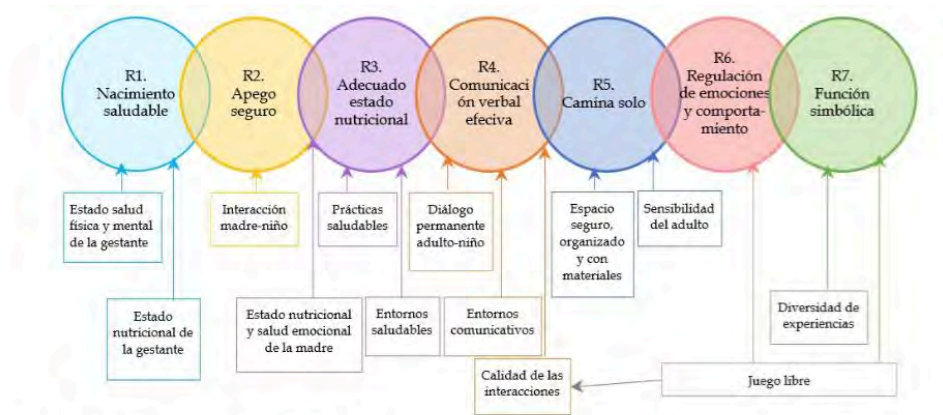 R1.
Nacimiento
saludable
R2.
Apego
seguro
R3.
Adecuado
estado
nutricional
R4.
Comunicaci
ón verbal
efeciva
R5.
Camina solo
R6.
Regulación
de emociones
y comporta-
miento
R7.
Función
simbólica
Estado salud
física y mental
de la gestante
Interacción
madre-niño
Prácticas
saludables
Diálogo
permanente
adulto-niño
Espacio
seguro,
organizado
y con
materiales
Sensibilidad
del adulto
Estado
nutricional de
la gestante
Estado nutricional
y salud emocional
de la madre
Entornos
saludables
Entornos
comunicativos
Diversidad de
experiencias
Calidad de las
interacciones
Juego libre